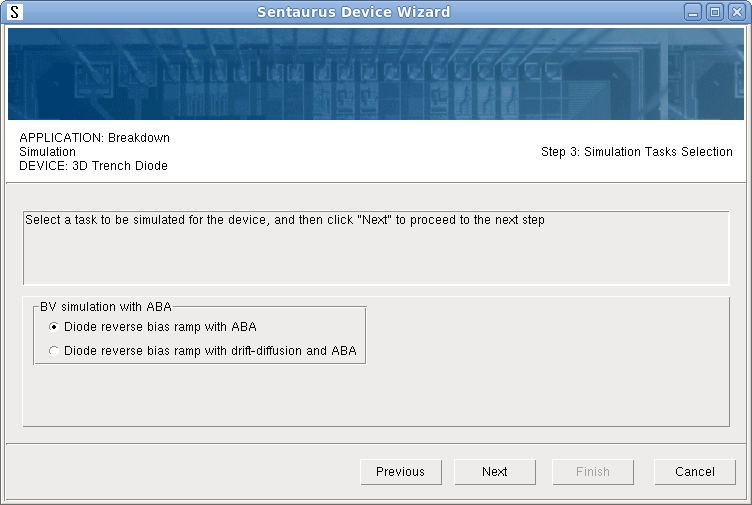 S
Sentaurus Device Wizard
APPLICATION: Breakdown
Simulation
DEVICE: 3D Trench Diode
Step 3: Simulation Tasks Selection
Select a task to be simulated for the device, and then click "Next" to proceed to the next step
BV simulation with ABA
Diode reverse bias ramp with ABA
Diode reverse bias ramp with drift-diffusion and ABA
Previous
Next
Finish
Cancel